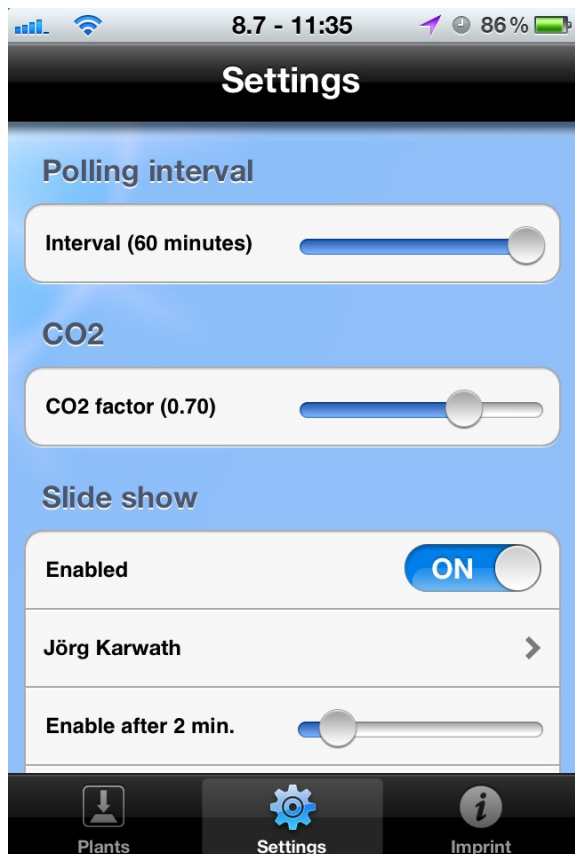 8.7 - 11:35 86%
Settings
Polling interval
Interval (60 minutes)
CO2
CO2 factor (0.70)
Slide show
Enabled ON
Jörg Karwath
Enable after 2 min.
Plants Settings Imprint